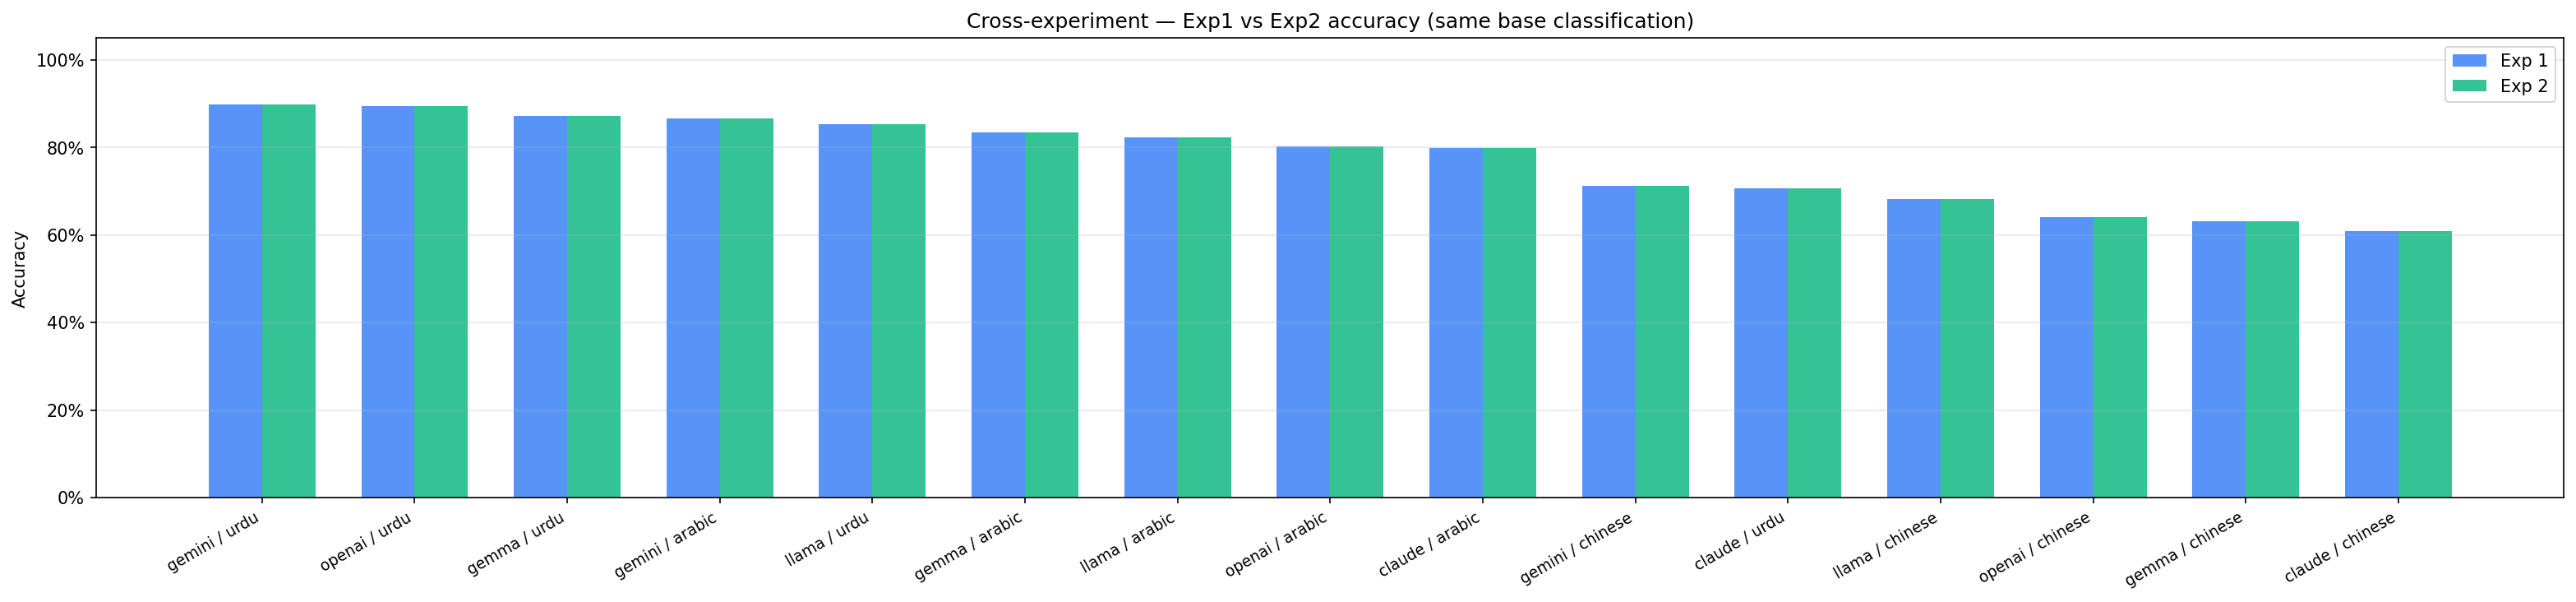 Cross-experiment — Exp1 vs Exp2 accuracy (same base classification)
100%
80%
60%
40%
20%
0%
Accuracy
Exp 1
Exp 2
gemini / urdu
openai / urdu
gemma / urdu
gemini / arabic
llama / urdu
gemma / arabic
llama / arabic
openai / arabic
claude / arabic
gemini / chinese
claude / urdu
llama / chinese
openai / chinese
gemma / chinese
claude / chinese